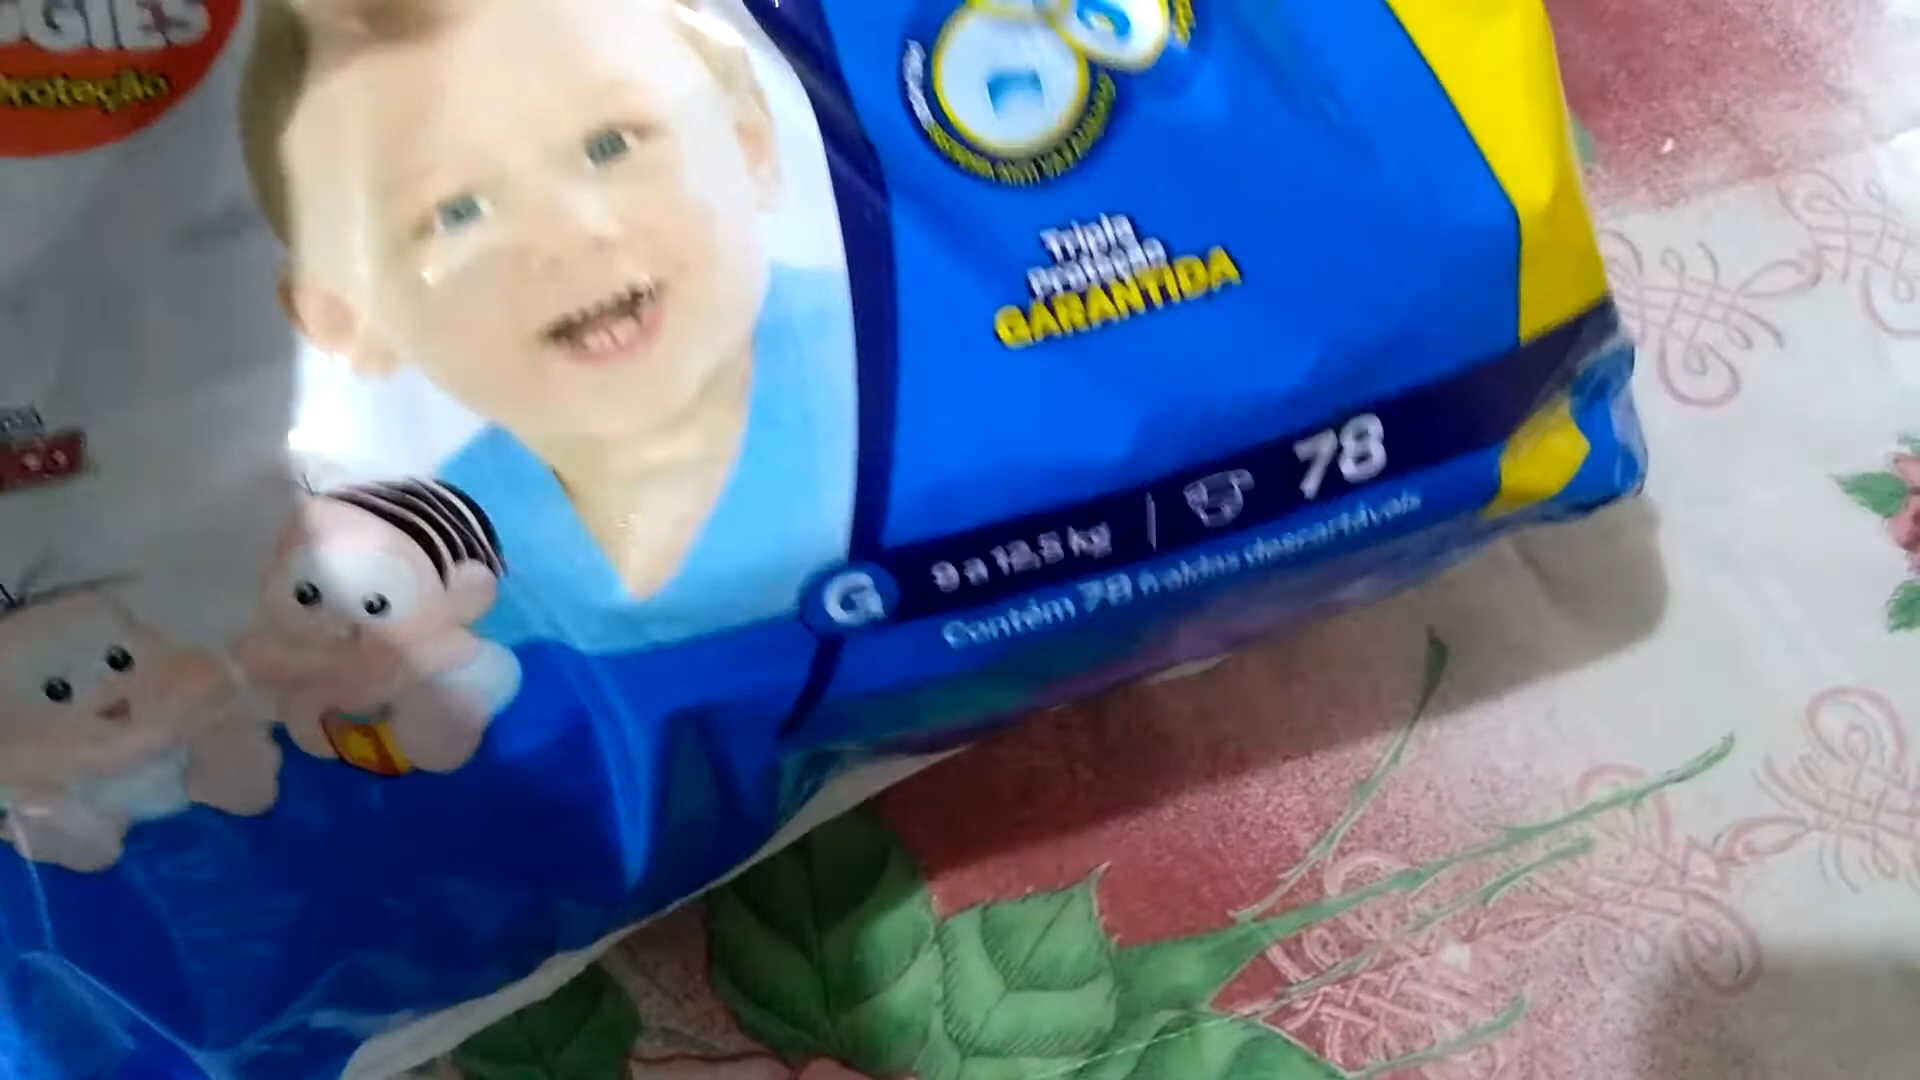 GGIES
Proteção
Tripla
Proteção
GARANTIDA
G
9 a 12,5 kg
78
Contém 78 fraldas descartáveis